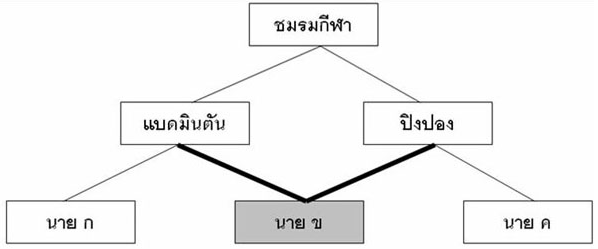 ชมรมกีฬา
แบดมินตัน
ปิงปอง
นาย ก
นาย ข
นาย ค